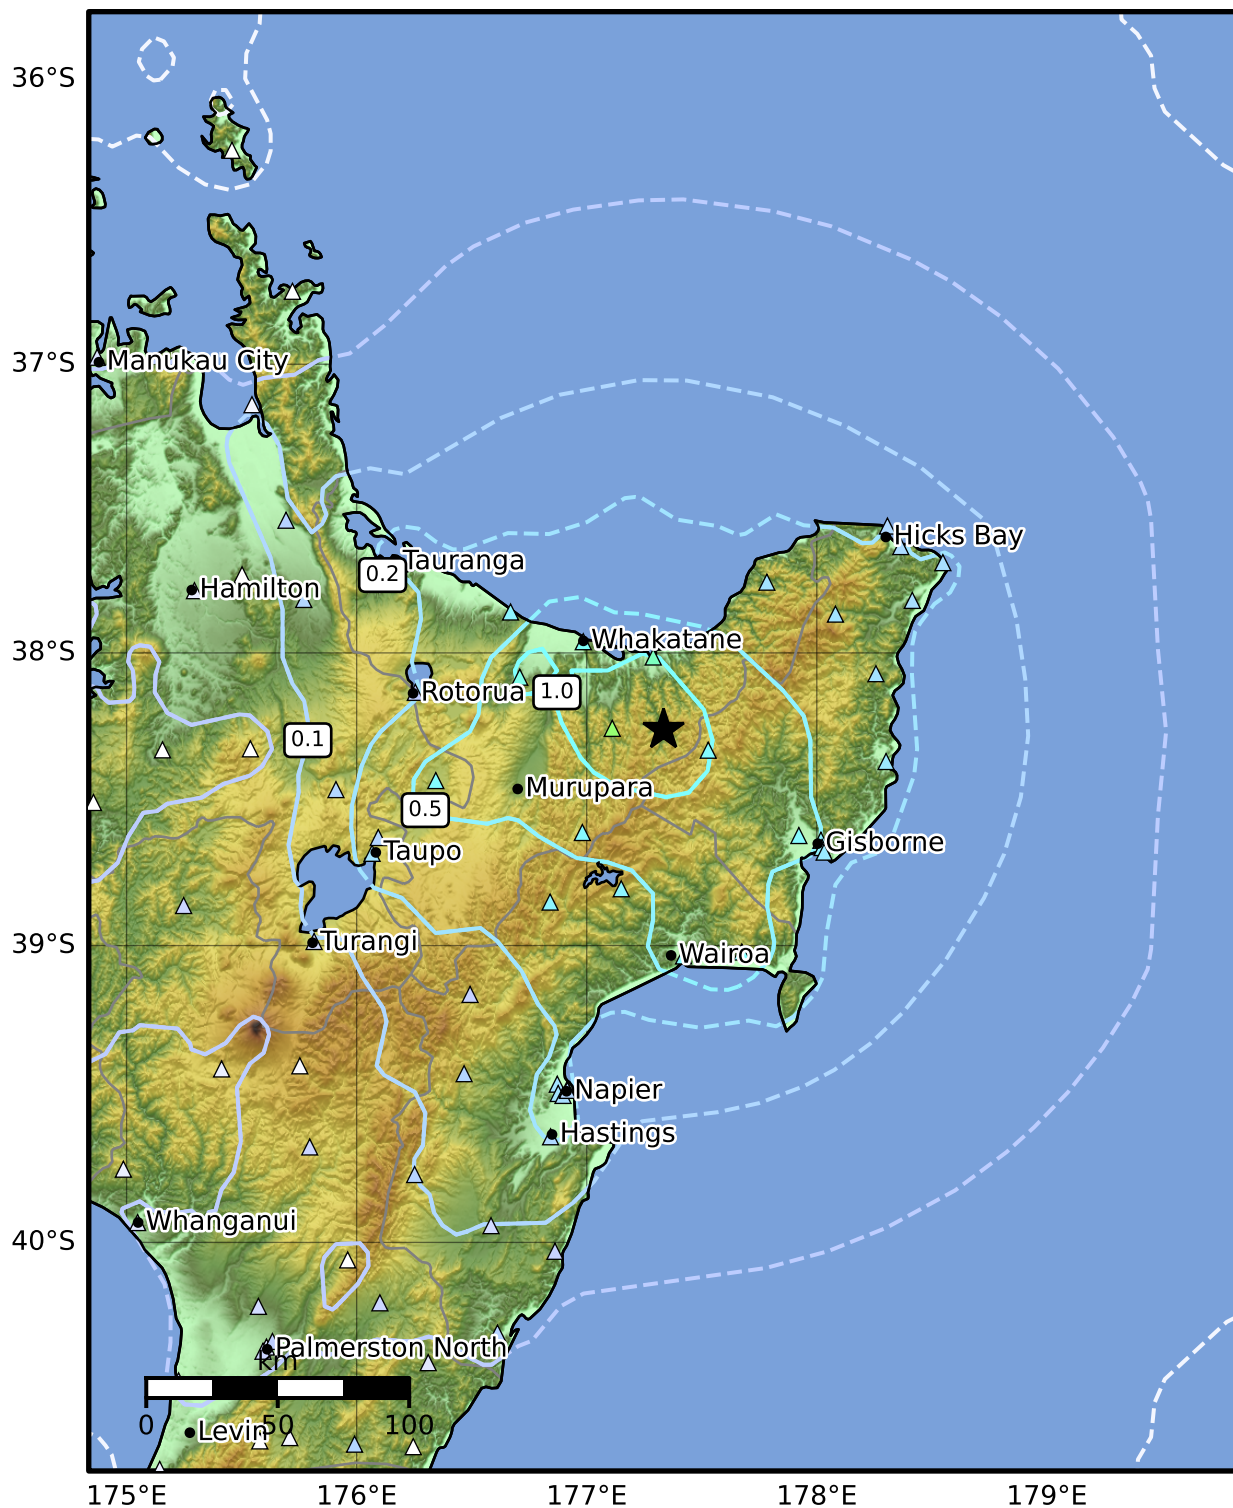 36°S
37°S
Manukau City
Hicks Bay
Tauranga
0.2
Hamilton
38°S
Whakatane
Rotorua
1.0
0.1
Murupara
0.5
Gisborne
Taupo
39°S
Turangi
Wairoa
Napier
Hastings
40°S
Whanganui
Palmerston North
km
0 50 100
Levin
175°E 176°E 177°E 178°E 179°E